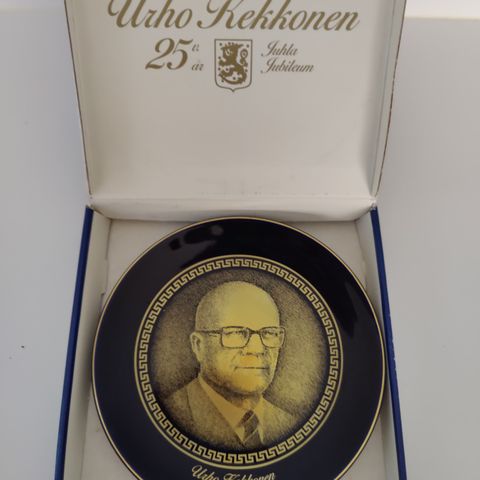 Urho Kekkonen
25 v. Juhla
år Jubileum
Urho Kekkonen